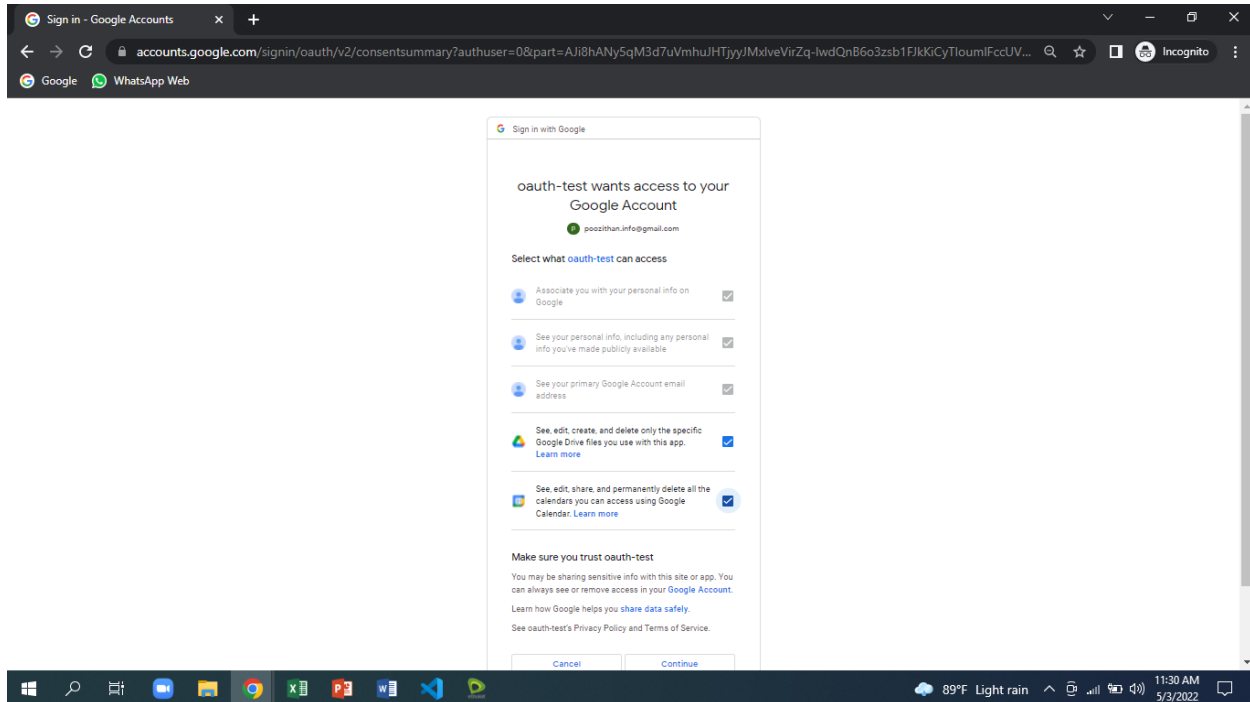 Sign in - Google Accounts
accounts.google.com/signin/oauth/v2/consentsummary?authuser=0&part=AJi8hANy5qM3d7uVmhuJHTjyyJMxlveVirZq-lwdQnB6o3zsb1FJkKiCyTIoumIFccUV...
Incognito
Google
WhatsApp Web
Sign in with Google
oauth-test wants access to your
Google Account
P
poozithan.info@gmail.com
Select what oauth-test can access
Associate you with your personal info on
Google
See your personal info, including any personal
info you've made publicly available
See your primary Google Account email
address
See, edit, create, and delete only the specific
Google Drive files you use with this app.
Learn more
See, edit, share, and permanently delete all the
calendars you can access using Google
Calendar. Learn more
Make sure you trust oauth-test
You may be sharing sensitive info with this site or app. You
can always see or remove access in your Google Account.
Learn how Google helps you share data safely.
See oauth-test's Privacy Policy and Terms of Service.
Cancel
Continue
89°F Light rain
11:30 AM
5/3/2022